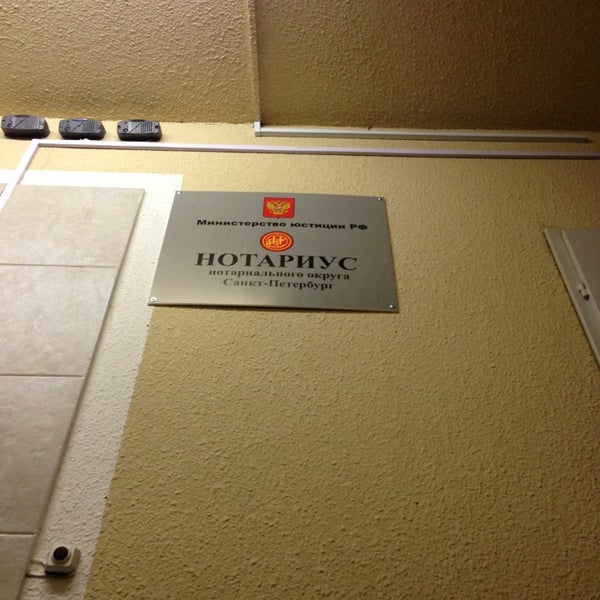 Министерство юстиции РФ
НОТАРИУС
нотариального округа
Санкт-Петербург